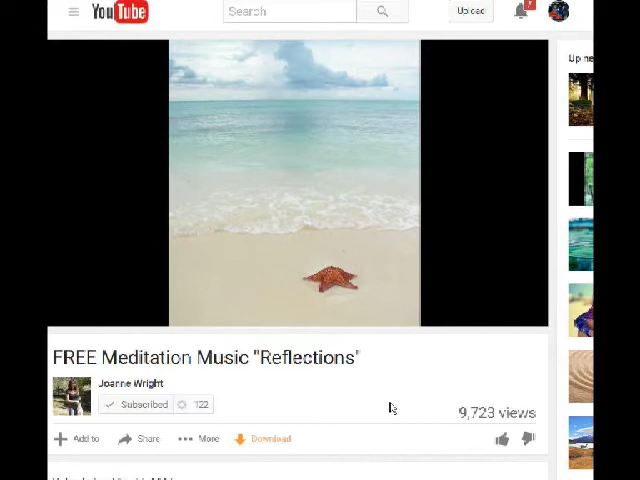 YouTube
Search
Upload
Up ne
FREE Meditation Music "Reflections"
Joanne Wright
Subscribed 122
9,723 views
Add to Share More Download